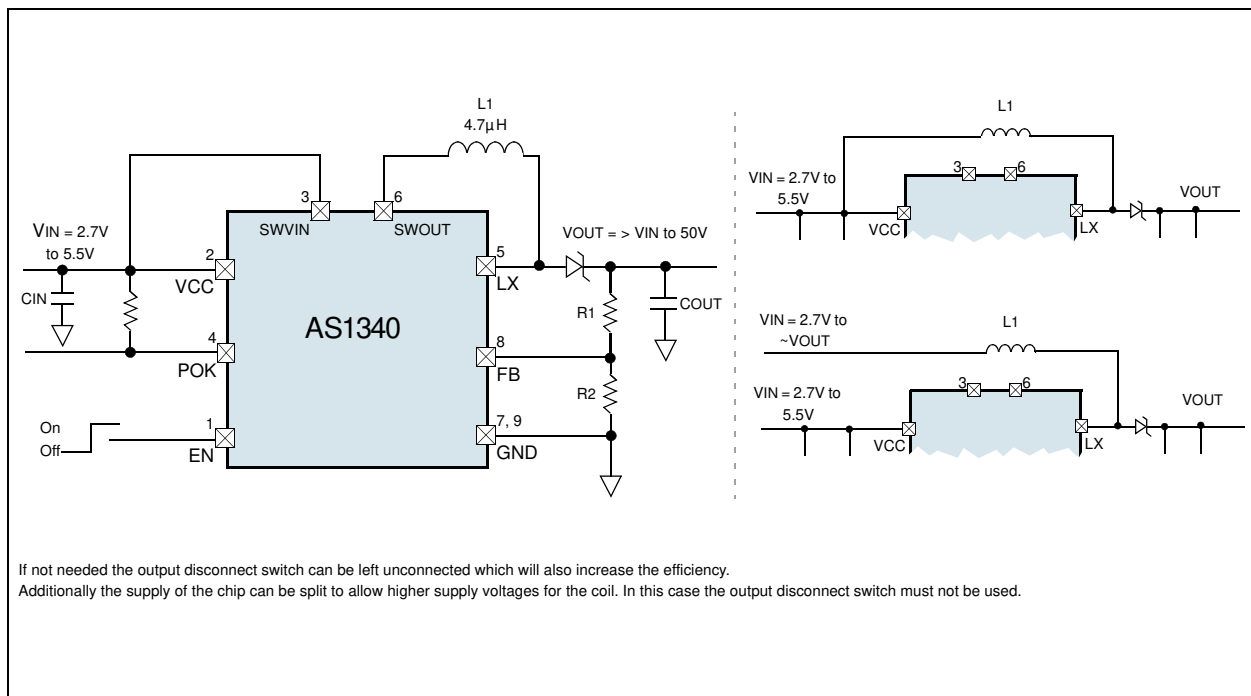 L1
4.7µH
3
6
SWVIN
SWOUT
VIN = 2.7V
to 5.5V
2
VCC
5
LX
VOUT = > VIN to 50V
CIN
AS1340
R1
COUT
4
POK
8
FB
R2
On
Off
1
EN
7, 9
GND
L1
3
6
VIN = 2.7V to
5.5V
VCC
LX
VOUT
VIN = 2.7V to
~VOUT
L1
3
6
VIN = 2.7V to
5.5V
VCC
LX
VOUT
If not needed the output disconnect switch can be left unconnected which will also increase the efficiency.
Additionally the supply of the chip can be split to allow higher supply voltages for the coil. In this case the output disconnect switch must not be used.